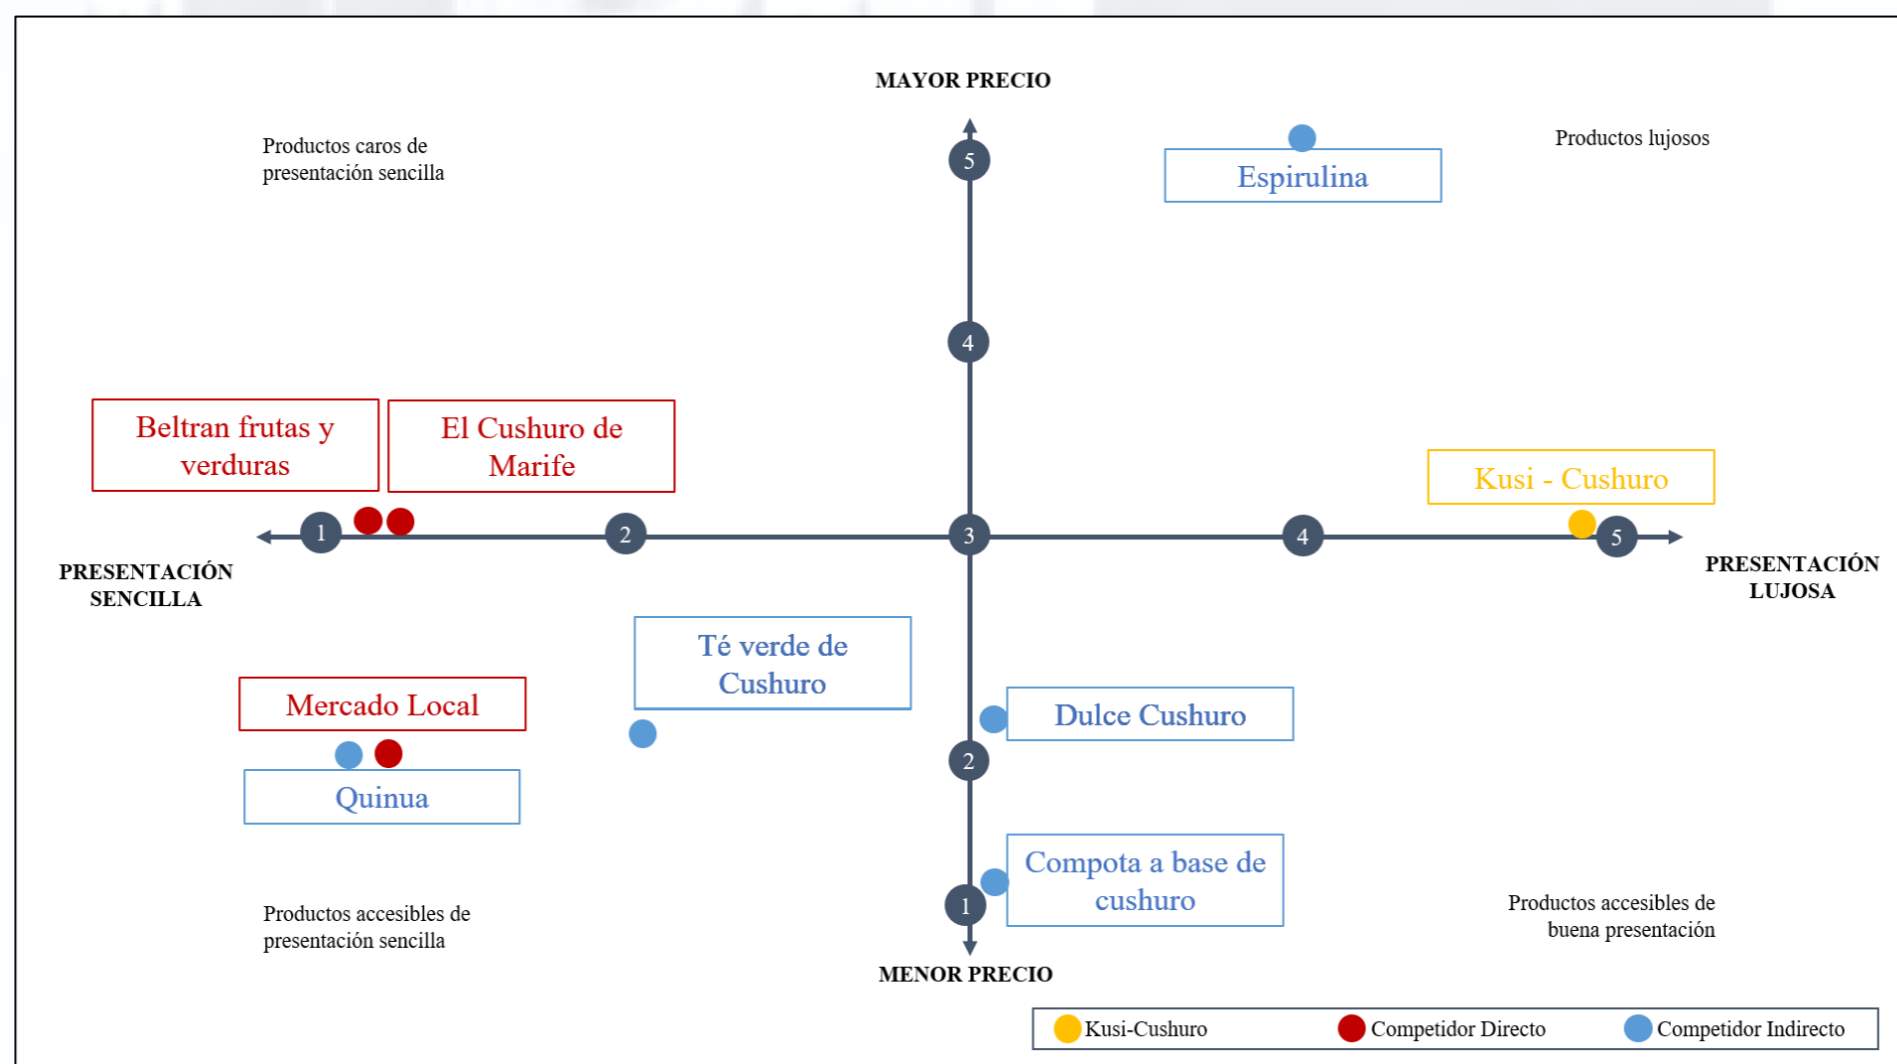 MAYOR PRECIO
Productos caros de
presentación sencilla
5
Espirulina
Productos lujosos
4
Beltran frutas y
verduras
El Cushuro de
Marife
Kusi - Cushuro
1
2
3
4
5
PRESENTACIÓN
SENCILLA
PRESENTACIÓN
LUJOSA
Té verde de
Cushuro
Mercado Local
Dulce Cushuro
2
Quinua
Compota a base de
cushuro
1
Productos accesibles de
presentación sencilla
Productos accesibles de
buena presentación
MENOR PRECIO
Kusi-Cushuro
Competidor Directo
Competidor Indirecto